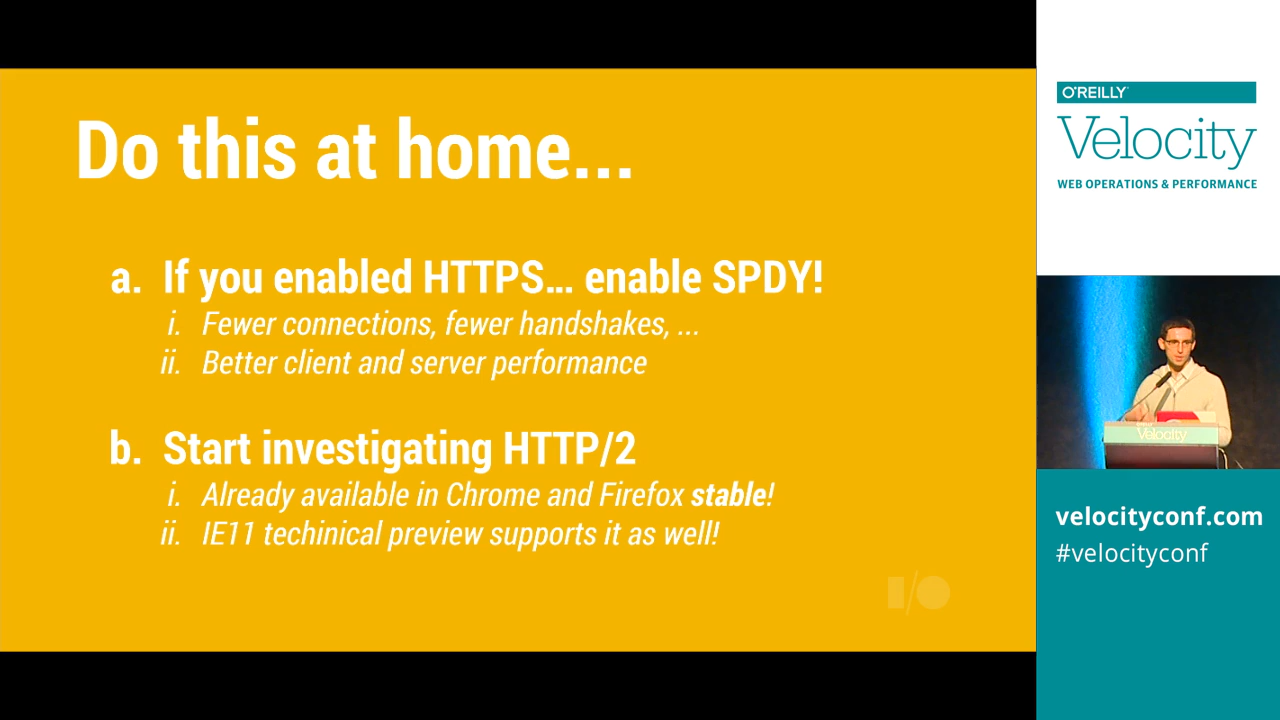 Do this at home...
a. If you enabled HTTPS... enable SPDY!
i. Fewer connections, fewer handshakes, ...
ii. Better client and server performance
b. Start investigating HTTP/2
i. Already available in Chrome and Firefox stable!
ii. IE11 techinical preview supports it as well!
I/O
O'REILLY
Velocity
WEB OPERATIONS & PERFORMANCE
Velocity
velocityconf.com
#velocityconf